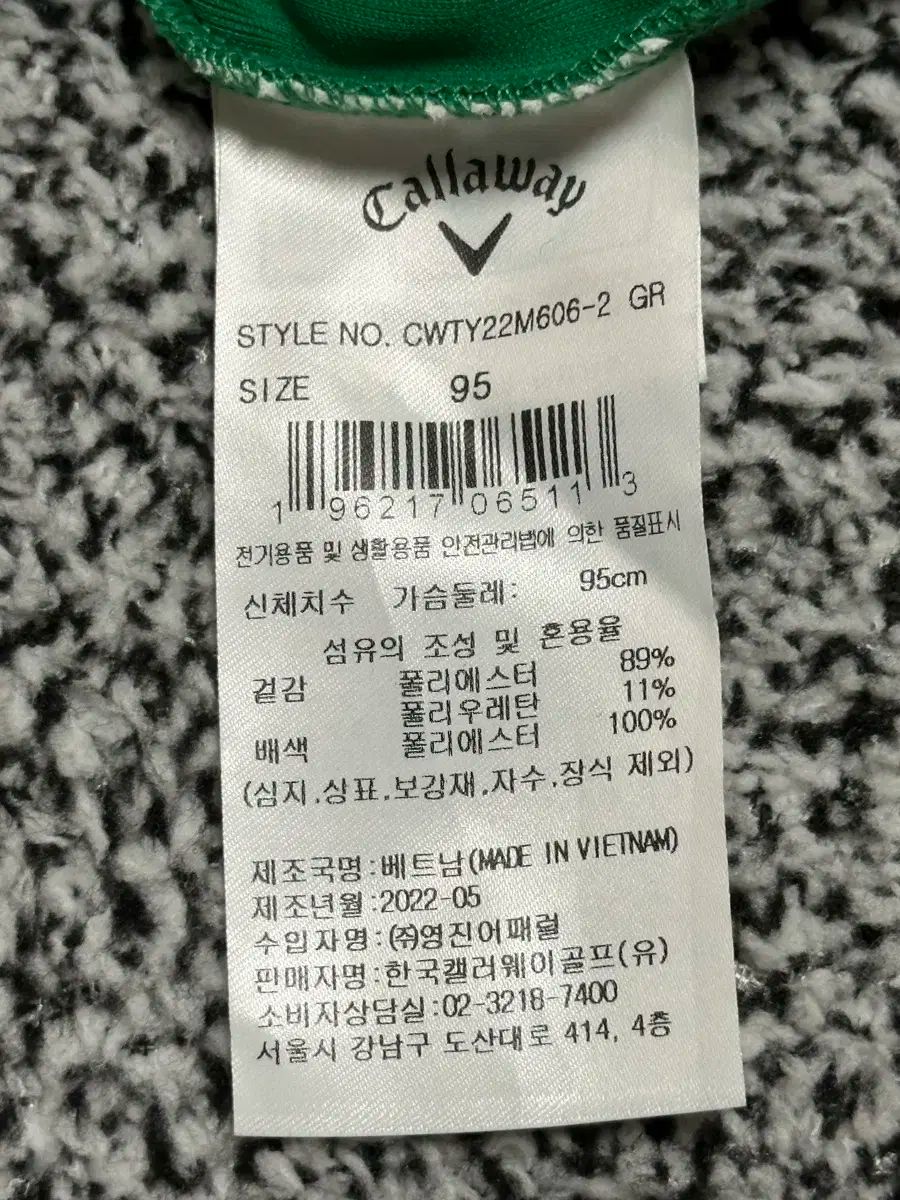 Callaway
STYLE NO. CWTY22M606-2 GR
SIZE 95
1 96217 06511 3
전기용품 및 생활용품 안전관리법에 의한 품질표시
신체치수 가슴둘레: 95cm
섬유의 조성 및 혼용율
겉감 폴리에스터 89%
폴리우레탄 11%
배색 폴리에스터 100%
(심지.상표.보강재.자수.장식 제외)
제조국명:베트남(MADE IN VIETNAM)
제조년월:2022-05
수입자명:㈜영진어패럴
판매자명:한국캘러웨이골프(유)
소비자상담실:02-3218-7400
서울시 강남구 도산대로 414, 4층